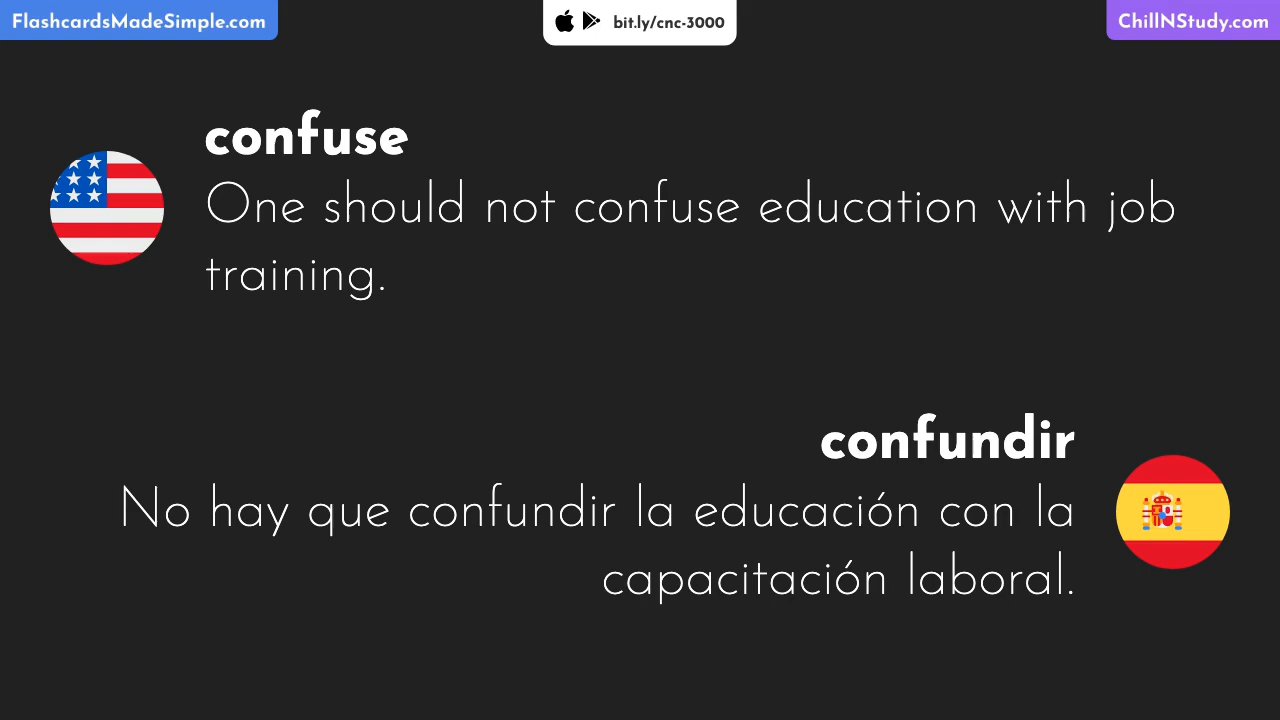 FlashcardsMadeSimple.com
bit.ly/cnc-3000
ChillNStudy.com
confuse
One should not confuse education with job
training.
confundir
No hay que confundir la educación con la
capacitación laboral.